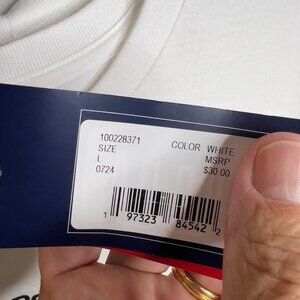 100228371
SIZE COLOR WHITE
L MSRP
0724 $30.00
1 97323 84542 2